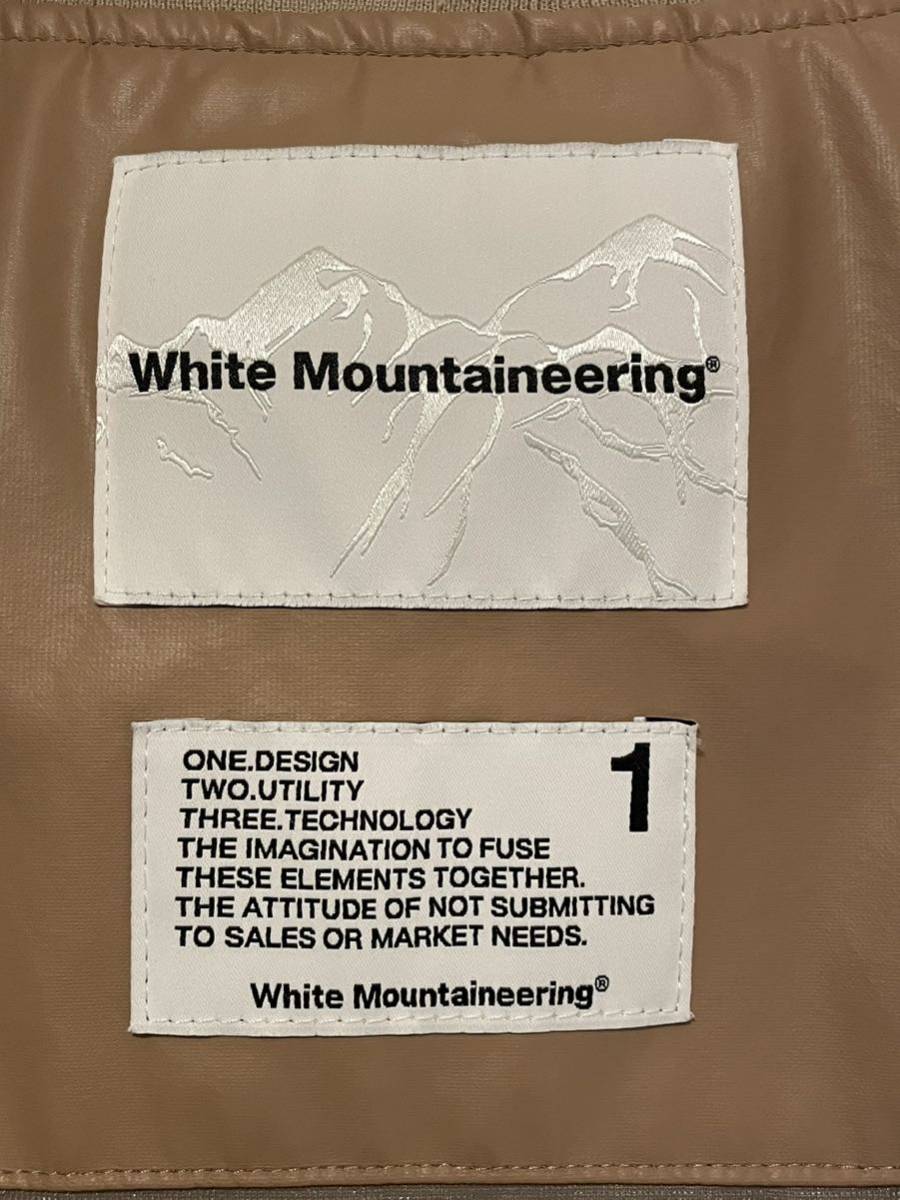 White Mountaineering®
ONE.DESIGN
1
TWO.UTILITY
THREE.TECHNOLOGY
THE IMAGINATION TO FUSE
THESE ELEMENTS TOGETHER.
THE ATTITUDE OF NOT SUBMITTING
TO SALES OR MARKET NEEDS.
White Mountaineering®